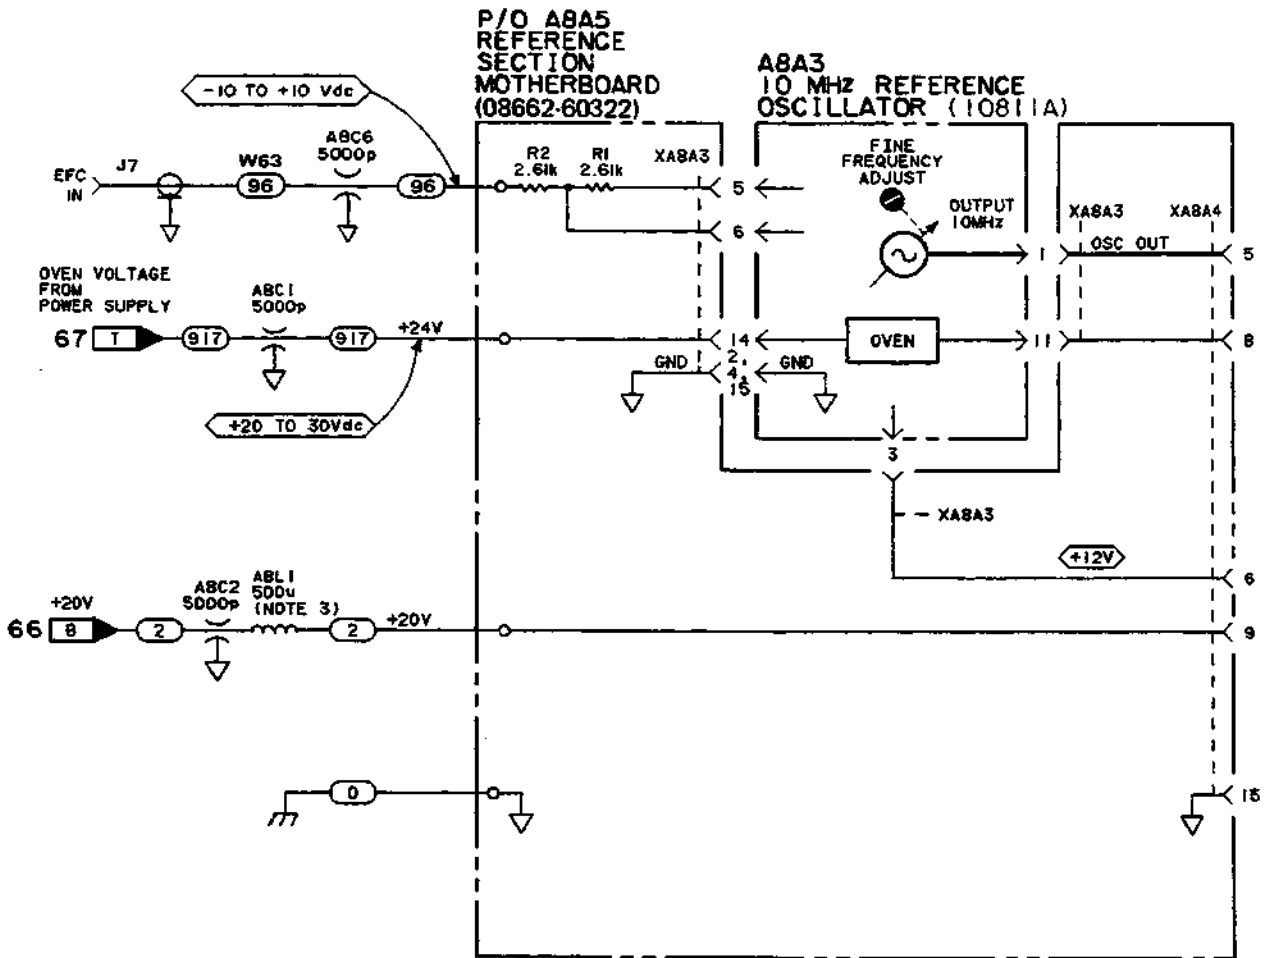 P/O A8A5
REFERENCE
SECTION
MOTHERBOARD
(08662-60322)
A8A3
10 MHz REFERENCE
OSCILLATOR (10811A)
-10 TO +10 Vdc
A8C6
5000p
J7
W63
EFC
IN
96
96
R2
2.61k
R1
2.61k
XA8A3
5
6
FINE
FREQUENCY
ADJUST
OUTPUT
10MHz
XA8A3
XA8A4
1
OSC OUT
5
OVEN VOLTAGE
FROM
POWER SUPPLY
A8C1
5000p
67
T
917
917
+24V
14
OVEN
11
8
GND
2,
4,
15
GND
+20 TO 30Vdc
3
XA8A3
+12V
6
+20V
A8C2
5000p
A8L1
500u
(NOTE 3)
66
8
2
2
+20V
9
0
15